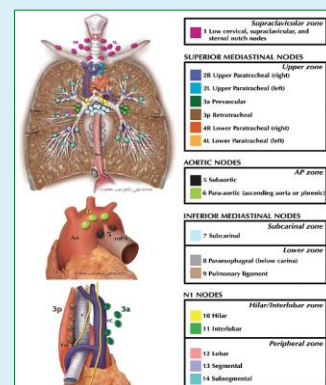 Supraclavicular zone
1 Low cervical, supraclavicular, and
sternal notch nodes
SUPERIOR MEDIASTINAL NODES
Upper zone
2R Upper Paratracheal (right)
2L Upper Paratracheal (left)
3a Prevascular
3p Retrotracheal
4R Lower Paratracheal (right)
4L Lower Paratracheal (left)
AORTIC NODES
AP zone
5 Subaortic
6 Para-aortic (ascending aorta or phrenic)
INFERIOR MEDIASTINAL NODES
Subcarinal zone
7 Subcarinal
Lower zone
8 Paraesophageal (below carina)
9 Pulmonary ligament
N1 NODES
Hilar/Interlobar zone
10 Hilar
11 Interlobar
Peripheral zone
12 Lobar
13 Segmental
14 Subsegmental
Ao
mPA
3p
3a